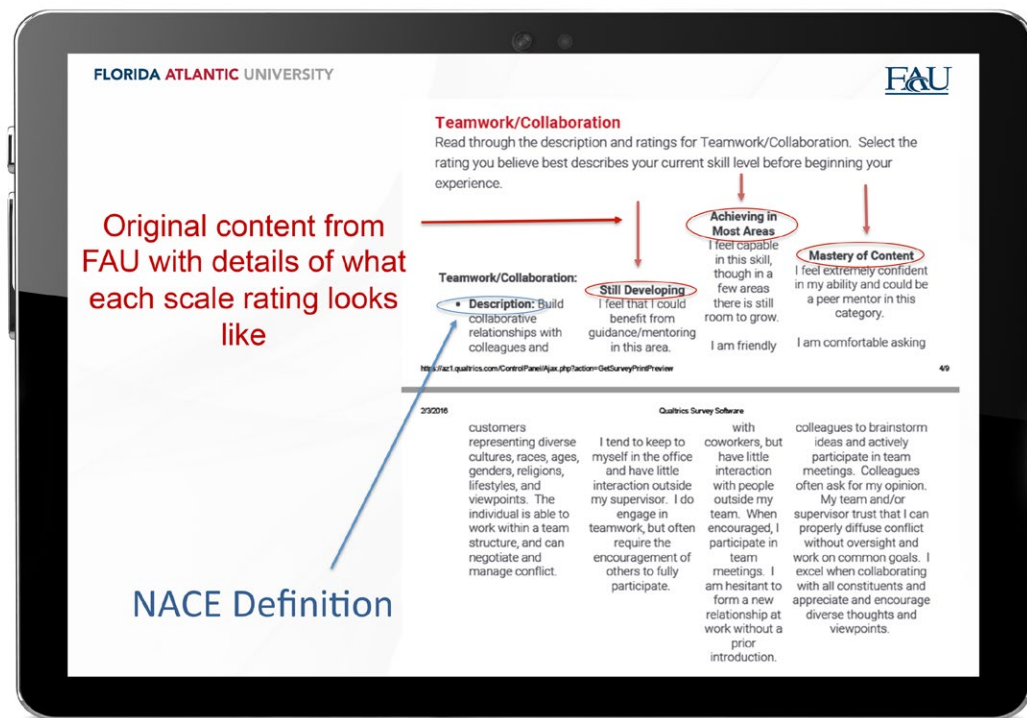 FLORIDA ATLANTIC UNIVERSITY
FAU
Teamwork/Collaboration
Read through the description and ratings for Teamwork/Collaboration. Select the
rating you believe best describes your current skill level before beginning your
experience.
Original content from
FAU with details of what
each scale rating looks
like
NACE Definition
Teamwork/Collaboration:
• Description: Build
collaborative
relationships with
colleagues and
Still Developing
I feel that I could
benefit from
guidance/mentoring
in this area.
Achieving in
Most Areas
I feel capable
in this skill,
though in a
few areas
there is still
room to grow.
I am friendly
Mastery of Content
I feel extremely confident
in my ability and could be
a peer mentor in this
category.
I am comfortable asking
https://az1.qualtrics.com/ControlPanel/Ajax.php?action=GetSurveyPrintPreview
4/9
2/3/2016
Qualtrics Survey Software
customers
representing diverse
cultures, races, ages,
genders, religions,
lifestyles, and
viewpoints. The
individual is able to
work within a team
structure, and can
negotiate and
manage conflict.
I tend to keep to
myself in the office
and have little
interaction outside
my supervisor. I do
engage in
teamwork, but often
require the
encouragement of
others to fully
participate.
with
coworkers, but
have little
interaction
with people
outside my
team. When
encouraged, I
participate in
team
meetings. I
am hesitant to
form a new
relationship at
work without a
prior
introduction.
colleagues to brainstorm
ideas and actively
participate in team
meetings. Colleagues
often ask for my opinion.
My team and/or
supervisor trust that I can
properly diffuse conflict
without oversight and
work on common goals. I
excel when collaborating
with all constituents and
appreciate and encourage
diverse thoughts and
viewpoints.